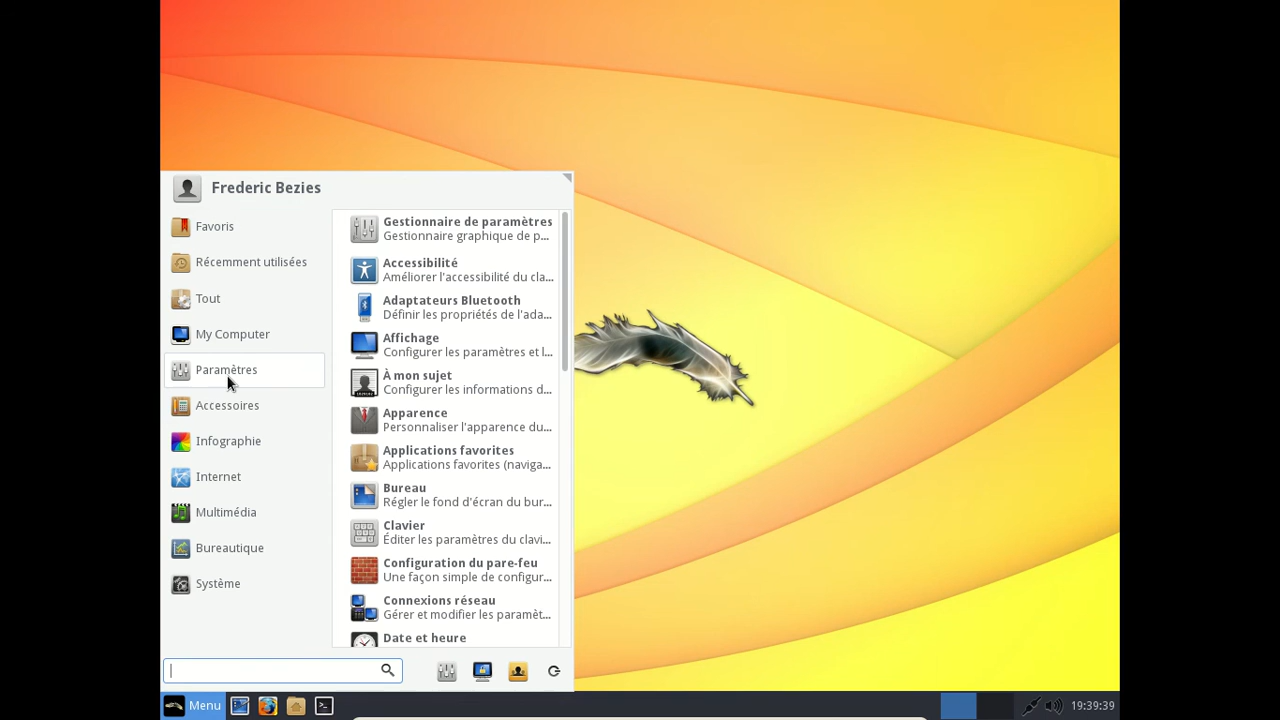 Frederic Bezies
Favoris
Récemment utilisées
Tout
My Computer
Paramètres
Accessoires
Infographie
Internet
Multimédia
Bureautique
Système
Gestionnaire de paramètres
Gestionnaire graphique de p...
Accessibilité
Améliorer l'accessibilité du cla...
Adaptateurs Bluetooth
Définir les propriétés de l'ada...
Affichage
Configurer les paramètres et l...
À mon sujet
Configurer les informations d...
Apparence
Personnaliser l'apparence du...
Applications favorites
Applications favorites (naviga...
Bureau
Régler le fond d'écran du bur...
Clavier
Éditer les paramètres du clavi...
Configuration du pare-feu
Une façon simple de configur...
Connexions réseau
Gérer et modifier les paramèt...
Date et heure
Menu
19:39:39